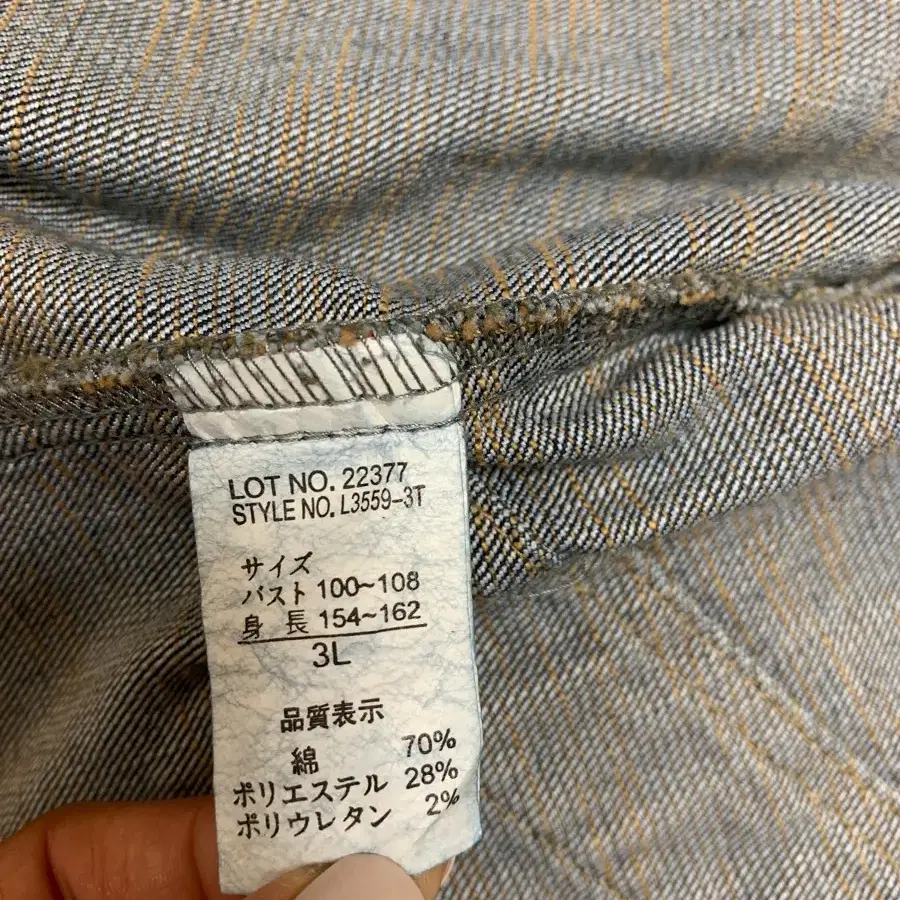 LOT NO. 22377
STYLE NO. L3559-3T
サイズ
バスト 100~108
身 長 154~162
3L
品質表示
綿 70%
ポリエステル 28%
ポリウレタン 2%